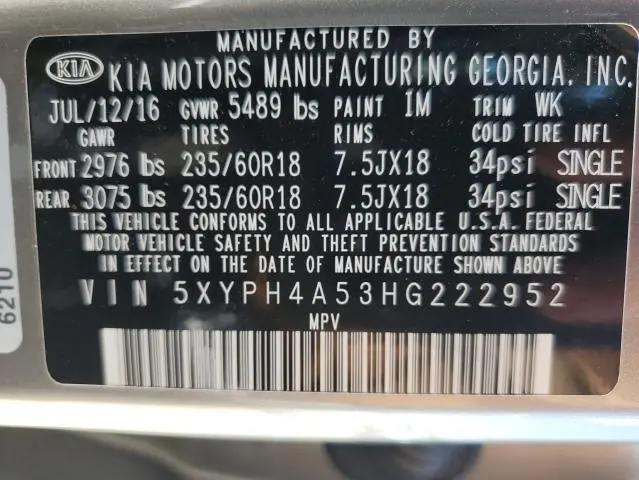 MANUFACTURED BY
KIA KIA MOTORS MANUFACTURING GEORGIA, INC.
JUL/12/16 GVWR 5489 lbs PAINT IM TRIM WK
GAWR TIRES RIMS COLD TIRE INFL
FRONT 2976 lbs 235/60R18 7.5JX18 34psi SINGLE
REAR 3075 lbs 235/60R18 7.5JX18 34psi SINGLE
THIS VEHICLE CONFORMS TO ALL APPLICABLE U.S.A. FEDERAL
MOTOR VEHICLE SAFETY AND THEFT PREVENTION STANDARDS
IN EFFECT ON THE DATE OF MANUFACTURE SHOWN ABOVE
VIN 5XYPH4A53HG222952
MPV
6210